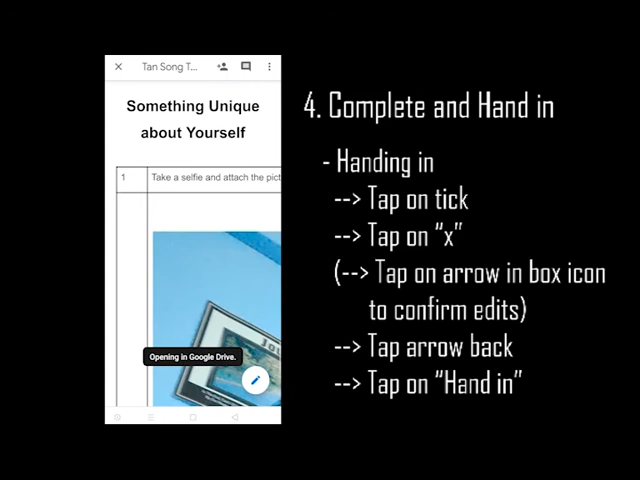 Tan Song T...
Something Unique
about Yourself
1
Take a selfie and attach the pict
Opening in Google Drive.
4. Complete and Hand in
- Handing in
--> Tap on tick
--> Tap on “x”
(--> Tap on arrow in box icon
to confirm edits)
--> Tap arrow back
--> Tap on “Hand in”